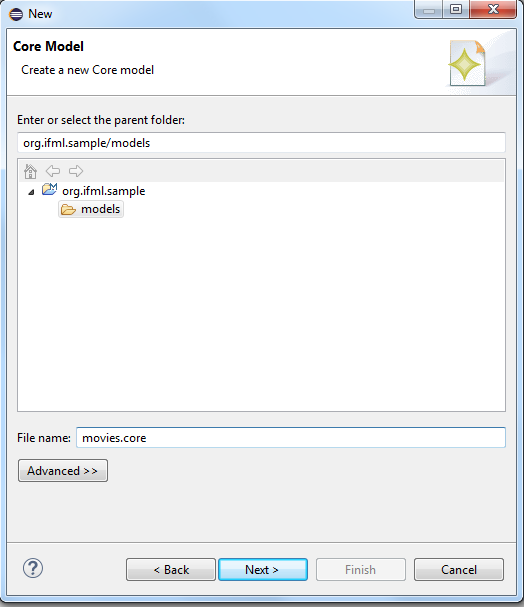 New
Core Model
Create a new Core model
Enter or select the parent folder:
org.ifml.sample/models
org.ifml.sample
models
File name: movies.core
Advanced >>
? < Back Next > Finish Cancel